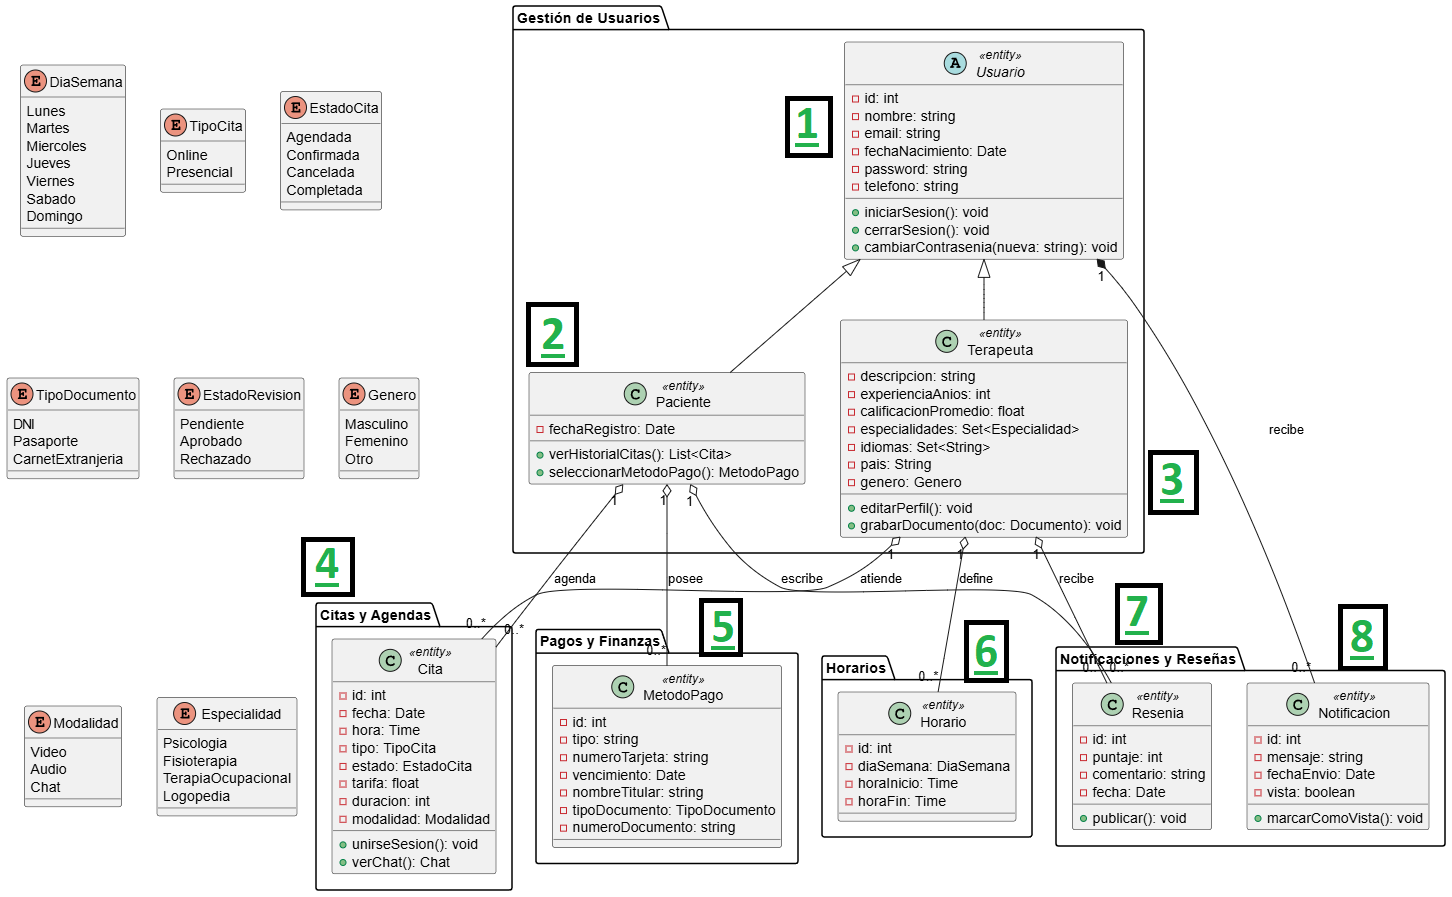 Gestión de Usuarios
«entity»
Usuario
id: int
nombre: string
email: string
fechaNacimiento: Date
password: string
telefono: string
iniciarSesion(): void
cerrarSesion(): void
cambiarContrasenia(nueva: string): void
1
1
E DiaSemana
Lunes
Martes
Miercoles
Jueves
Viernes
Sabado
Domingo
E TipoCita
Online
Presencial
E EstadoCita
Agendada
Confirmada
Cancelada
Completada
2
«entity»
C Paciente
fechaRegistro: Date
verHistorialCitas(): List<Cita>
seleccionarMetodoPago(): MetodoPago
1
1
1
«entity»
C Terapeuta
descripcion: string
experienciaAnios: int
calificacionPromedio: float
especialidades: Set<Especialidad>
idiomas: Set<String>
pais: String
genero: Genero
editarPerfil(): void
grabarDocumento(doc: Documento): void
1
1
1
3
recibe
E TipoDocumento
DNI
Pasaporte
CarnetExtranjeria
E EstadoRevision
Pendiente
Aprobado
Rechazado
E Genero
Masculino
Femenino
Otro
agenda
posee
escribe
atiende
define
recibe
4
Citas y Agendas
0..*
0..*
«entity»
C Cita
id: int
fecha: Date
hora: Time
tipo: TipoCita
estado: EstadoCita
tarifa: float
duracion: int
modalidad: Modalidad
unirseSesion(): void
verChat(): Chat
5
Pagos y Finanzas
0..*
«entity»
C MetodoPago
id: int
tipo: string
numeroTarjeta: string
vencimiento: Date
nombreTitular: string
tipoDocumento: TipoDocumento
numeroDocumento: string
6
Horarios
0..*
«entity»
C Horario
id: int
diaSemana: DiaSemana
horaInicio: Time
horaFin: Time
7
8
Notificaciones y Reseñas
0..*
0..*
0..*
«entity»
C Resenia
id: int
puntaje: int
comentario: string
fecha: Date
publicar(): void
«entity»
C Notificacion
id: int
mensaje: string
fechaEnvio: Date
vista: boolean
marcarComoVista(): void
E Modalidad
Video
Audio
Chat
E Especialidad
Psicologia
Fisioterapia
TerapiaOcupacional
Logopedia